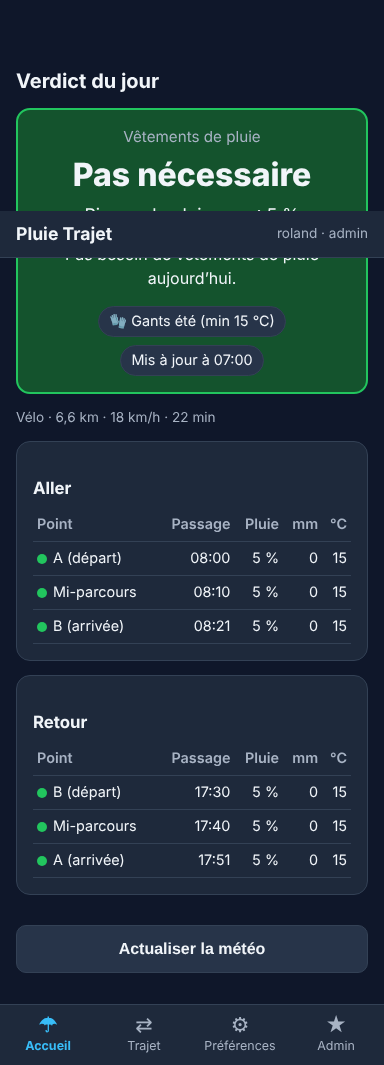 Verdict du jour
Vêtements de pluie
Pas nécessaire
Pluie Trajet roland · admin
Pas besoin de vêtements de pluie
aujourd’hui.
🧤 Gants été (min 15 °C)
Mis à jour à 07:00
Vélo · 6,6 km · 18 km/h · 22 min
Aller
Point Passage Pluie mm °C
A (départ) 08:00 5 % 0 15
Mi-parcours 08:10 5 % 0 15
B (arrivée) 08:21 5 % 0 15
Retour
Point Passage Pluie mm °C
B (départ) 17:30 5 % 0 15
Mi-parcours 17:40 5 % 0 15
A (arrivée) 17:51 5 % 0 15
Actualiser la météo
Accueil Trajet Préférences Admin